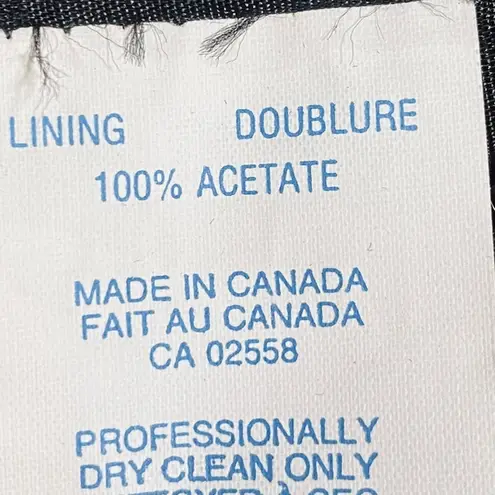 LINING DOUBLURE
100% ACETATE
MADE IN CANADA
FAIT AU CANADA
CA 02558
PROFESSIONALLY
DRY CLEAN ONLY
À